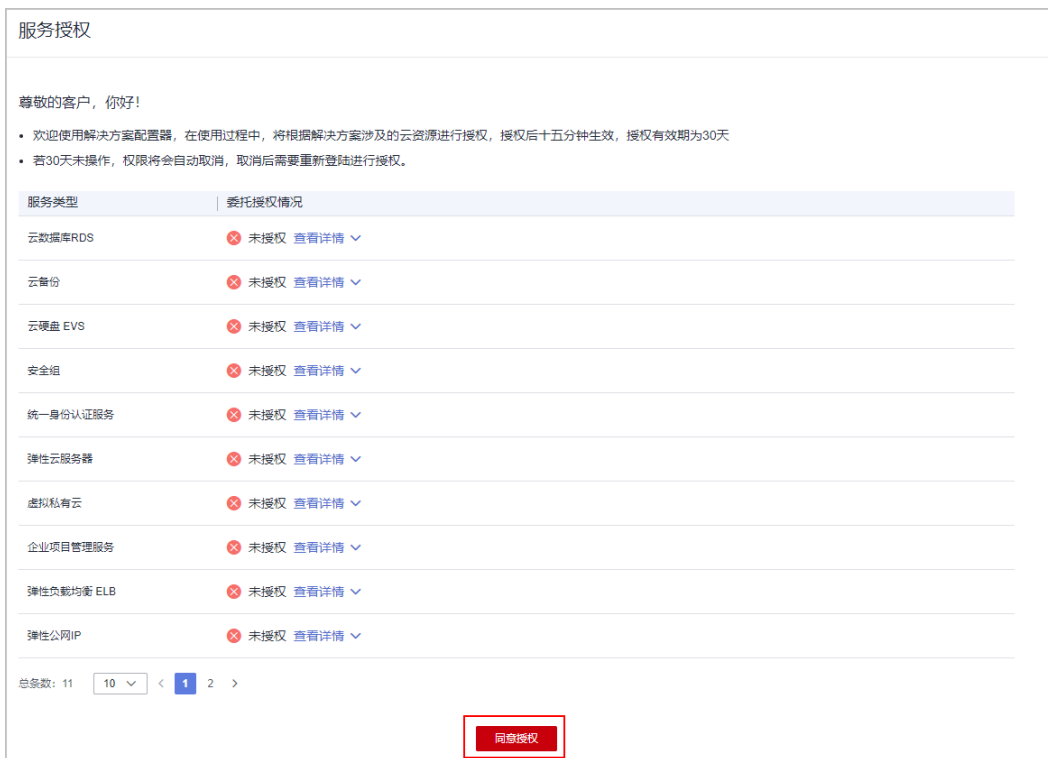 服务授权
尊敬的客户，你好！
• 欢迎使用解决方案配置器，在使用过程中，将根据解决方案涉及的云资源进行授权，授权后十五分钟生效，授权有效期为30天
• 若30天未操作，权限将会自动取消，取消后需要重新登陆进行授权。
服务类型 委托授权情况
云数据库RDS 未授权 查看详情
云备份 未授权 查看详情
云硬盘 EVS 未授权 查看详情
安全组 未授权 查看详情
统一身份认证服务 未授权 查看详情
弹性云服务器 未授权 查看详情
虚拟私有云 未授权 查看详情
企业项目管理服务 未授权 查看详情
弹性负载均衡 ELB 未授权 查看详情
弹性公网IP 未授权 查看详情
总条数：11 10 < 1 2 >
同意授权